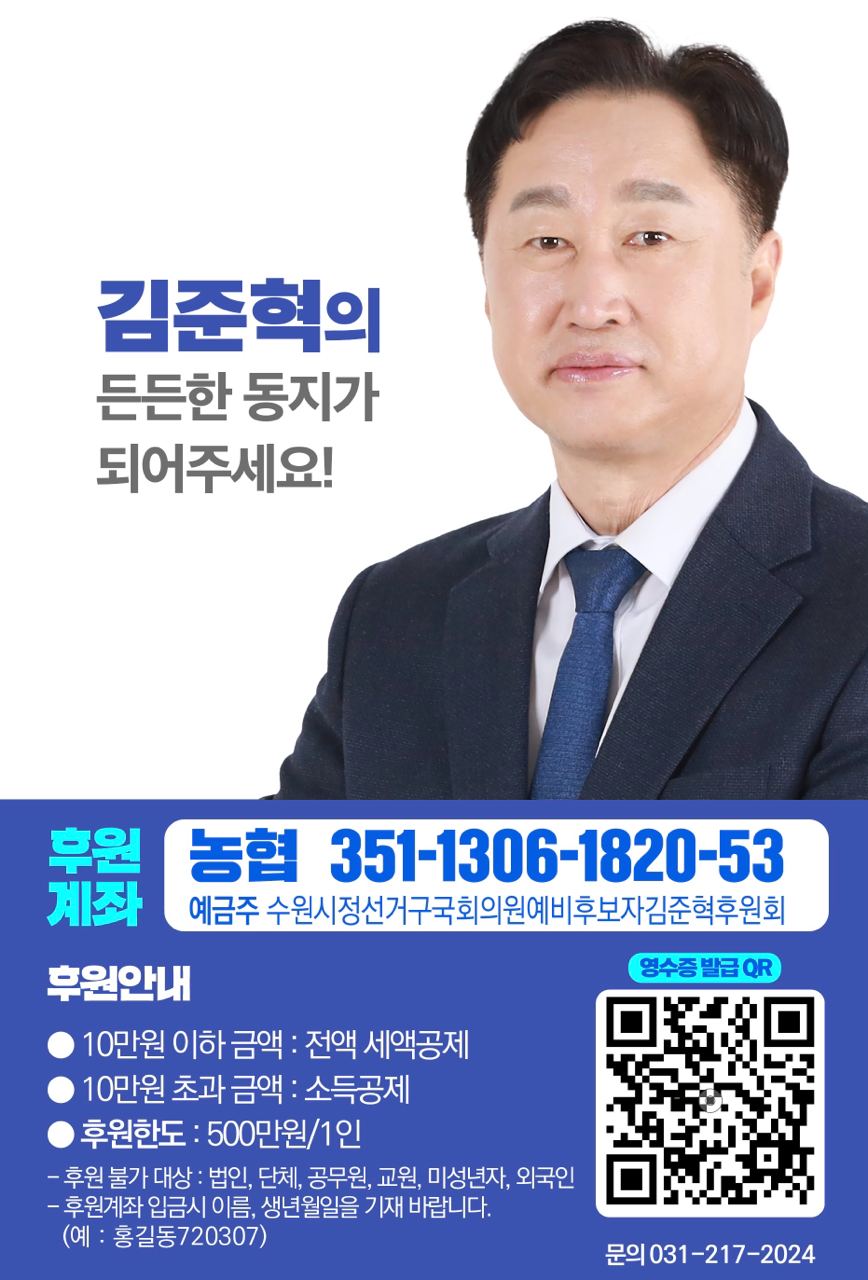 김준혁의
든든한 동지가
되어주세요!
후원
계좌
농협 351-1306-1820-53
예금주 수원시정선거구국회의원예비후보자김준혁후원회
후원안내
● 10만원 이하 금액 : 전액 세액공제
● 10만원 초과 금액 : 소득공제
● 후원한도 : 500만원/1인
- 후원 불가 대상 : 법인, 단체, 공무원, 교원, 미성년자, 외국인
- 후원계좌 입금시 이름, 생년월일을 기재 바랍니다.
(예 : 홍길동720307)
영수증 발급 QR
문의 031-217-2024